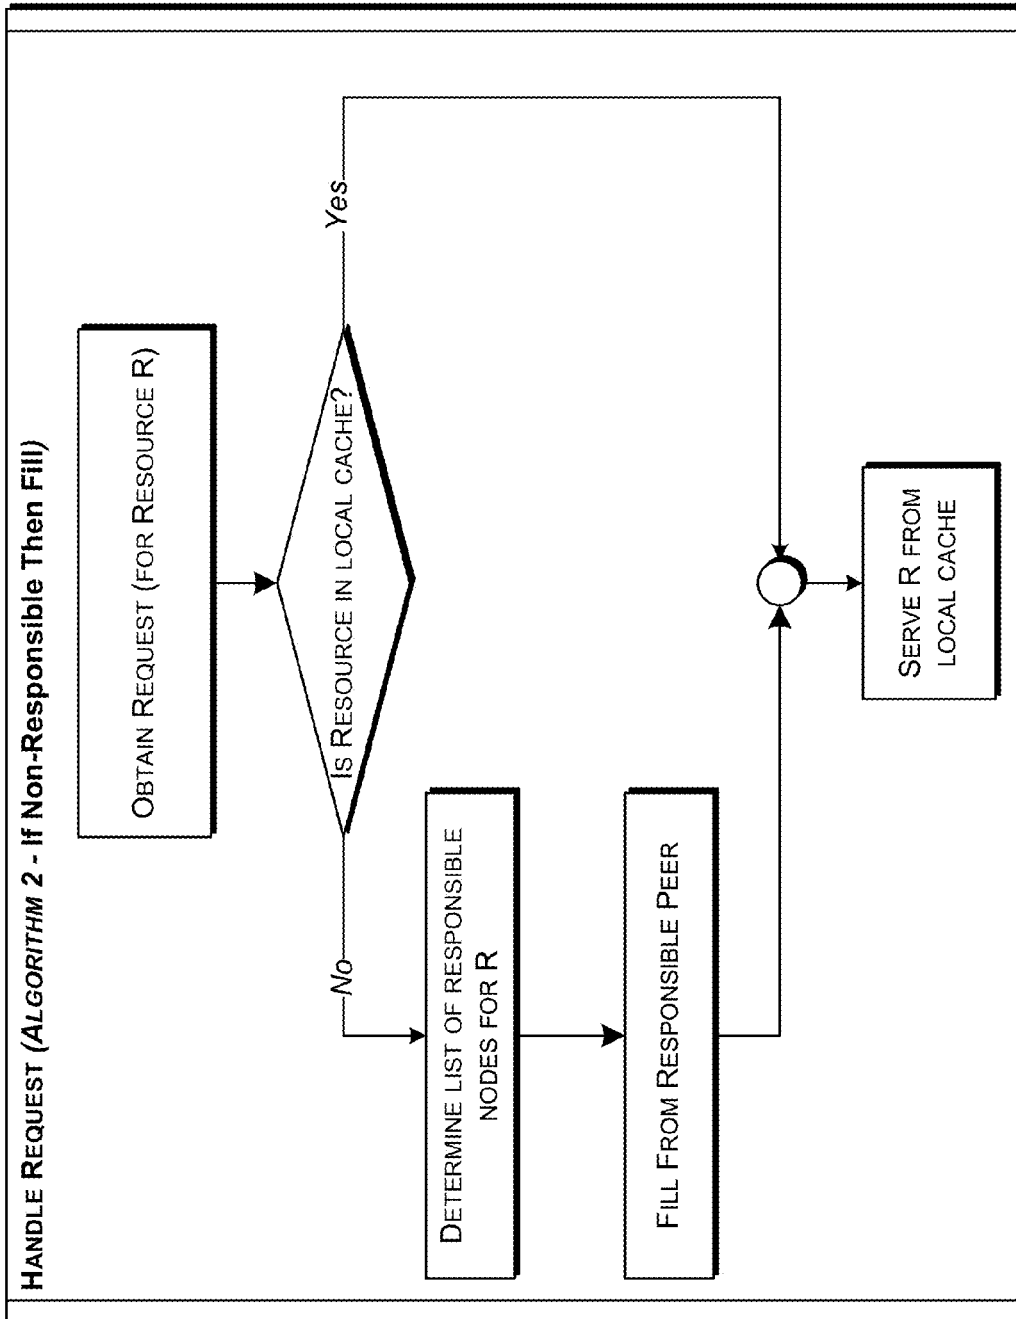 HANDLE REQUEST (ALGORITHM 2 - If Non-Responsible Then Fill)
OBTAIN REQUEST (FOR RESOURCE R)
IS RESOURCE IN LOCAL CACHE?
No
Yes
DETERMINE LIST OF RESPONSIBLE
NODES FOR R
FILL FROM RESPONSIBLE PEER
SERVE R FROM
LOCAL CACHE